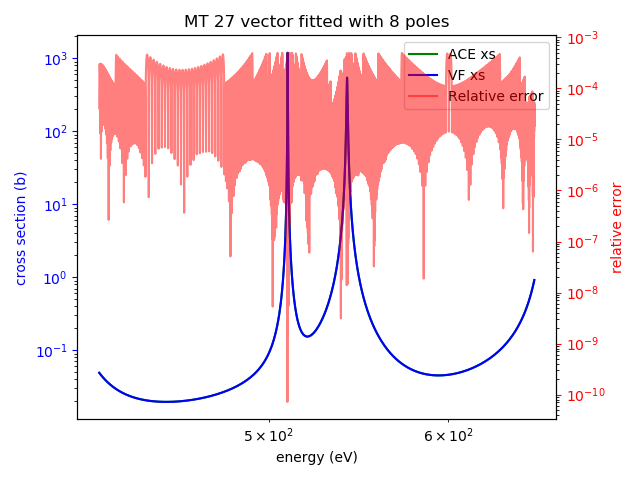 MT 27 vector fitted with 8 poles
ACE xs
VF xs
Relative error
cross section (b)
10³
10²
10¹
10⁰
10⁻¹
relative error
10⁻³
10⁻⁴
10⁻⁵
10⁻⁶
10⁻⁷
10⁻⁸
10⁻⁹
10⁻¹⁰
5 × 10²
6 × 10²
energy (eV)